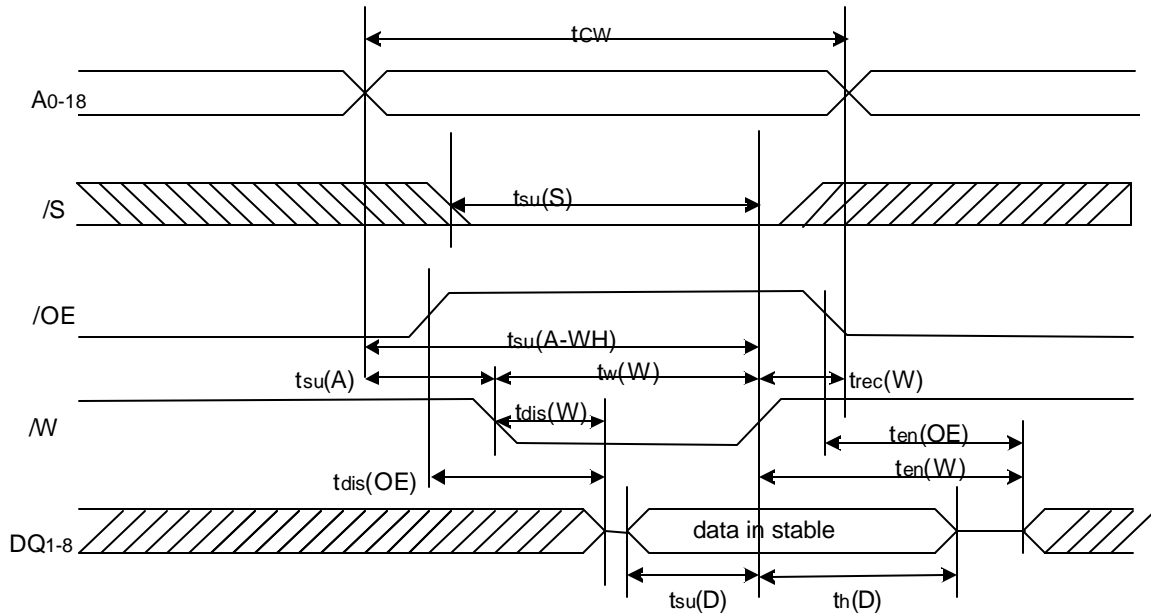 tCW
A0-18
/S
tsu(S)
/OE
tsu(A-WH)
tsu(A)
tw(W)
trec(W)
/W
tdis(W)
ten(OE)
ten(W)
tdis(OE)
DQ1-8
data in stable
tsu(D)
th(D)